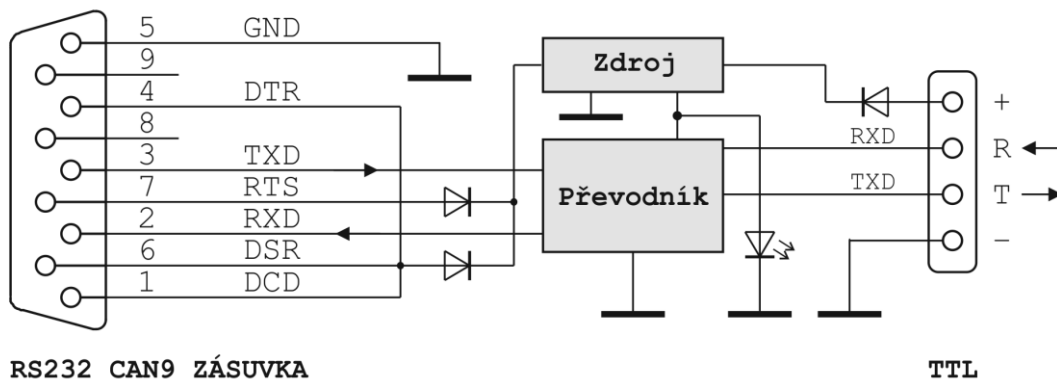 5 GND
9
4 DTR
8
3 TXD
7 RTS
2 RXD
6 DSR
1 DCD
Zdroj
Převodník
RXD
TXD
+
R
T
−
RS232 CAN9 ZÁSUVKA
TTL